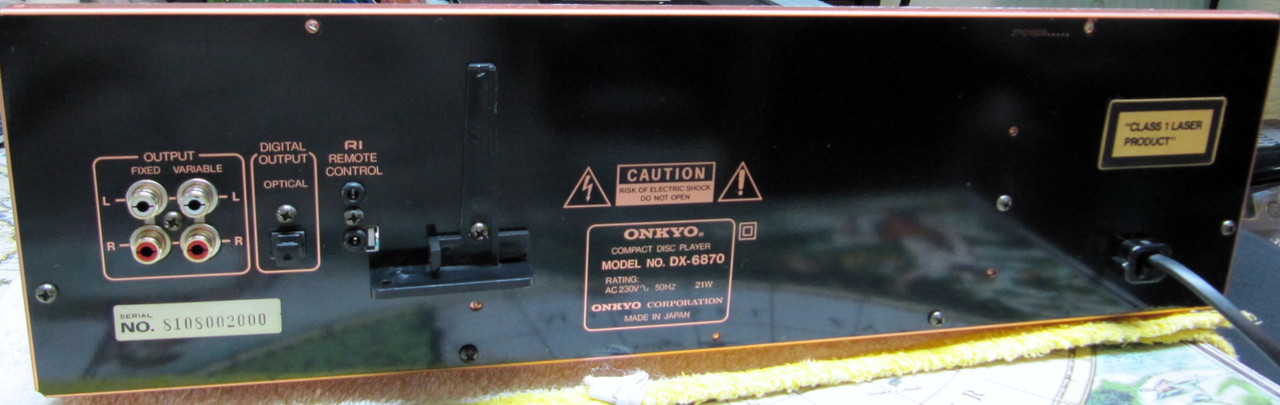 OUTPUT
FIXED VARIABLE
L L
R R
DIGITAL
OUTPUT
OPTICAL
RI
REMOTE
CONTROL
SERIAL
NO. S10S002000
CAUTION
RISK OF ELECTRIC SHOCK
DO NOT OPEN
ONKYO®
COMPACT DISC PLAYER
MODEL NO. DX-6870
RATING:
AC 230V∿ 50HZ 21W
ONKYO CORPORATION
MADE IN JAPAN
"CLASS 1 LASER
PRODUCT"